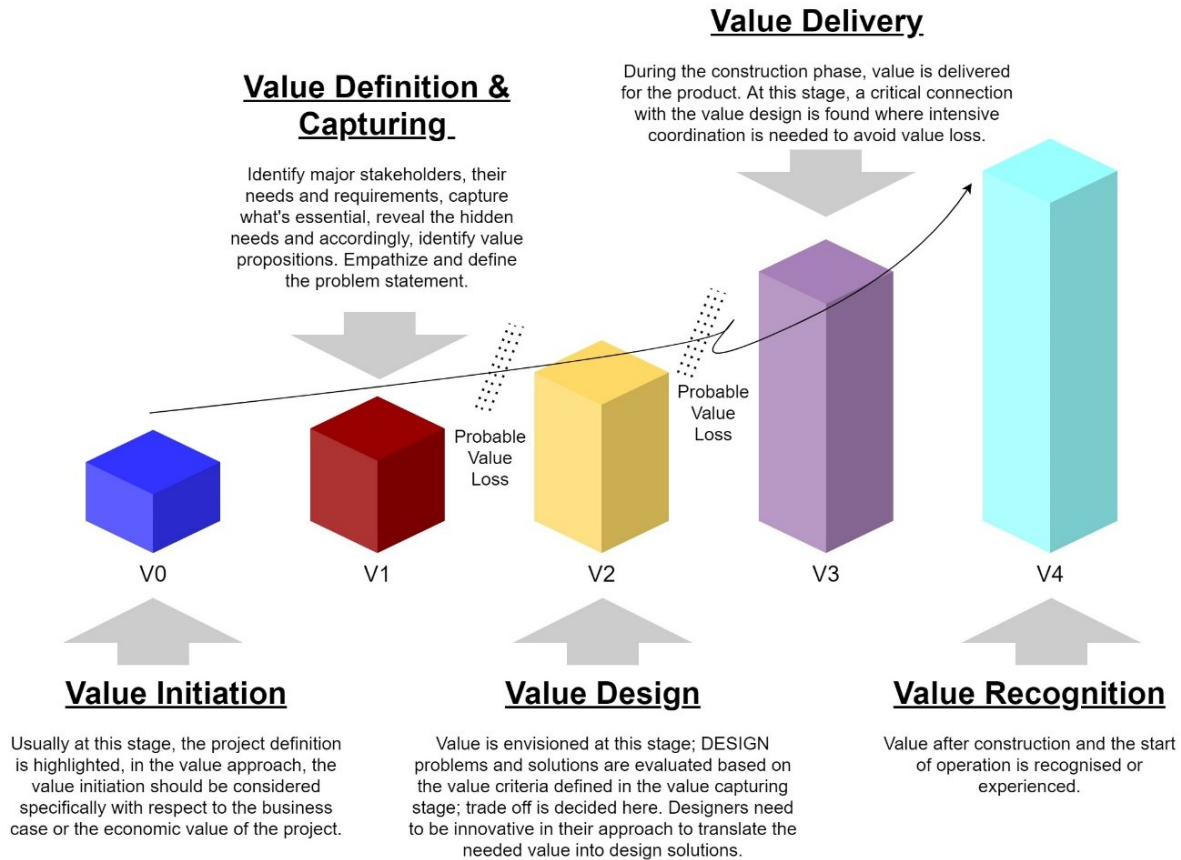 Value Delivery
During the construction phase, value is delivered
for the product. At this stage, a critical connection
with the value design is found where intensive
coordination is needed to avoid value loss.
Value Definition &
Capturing
Identify major stakeholders, their
needs and requirements, capture
what's essential, reveal the hidden
needs and accordingly, identify value
propositions. Empathize and define
the problem statement.
Probable
Value
Loss
Probable
Value
Loss
V0
V1
V2
V3
V4
Value Initiation
Usually at this stage, the project definition
is highlighted, in the value approach, the
value initiation should be considered
specifically with respect to the business
case or the economic value of the project.
Value Design
Value is envisioned at this stage; DESIGN
problems and solutions are evaluated based on
the value criteria defined in the value capturing
stage; trade off is decided here. Designers need
to be innovative in their approach to translate the
needed value into design solutions.
Value Recognition
Value after construction and the start
of operation is recognised or
experienced.